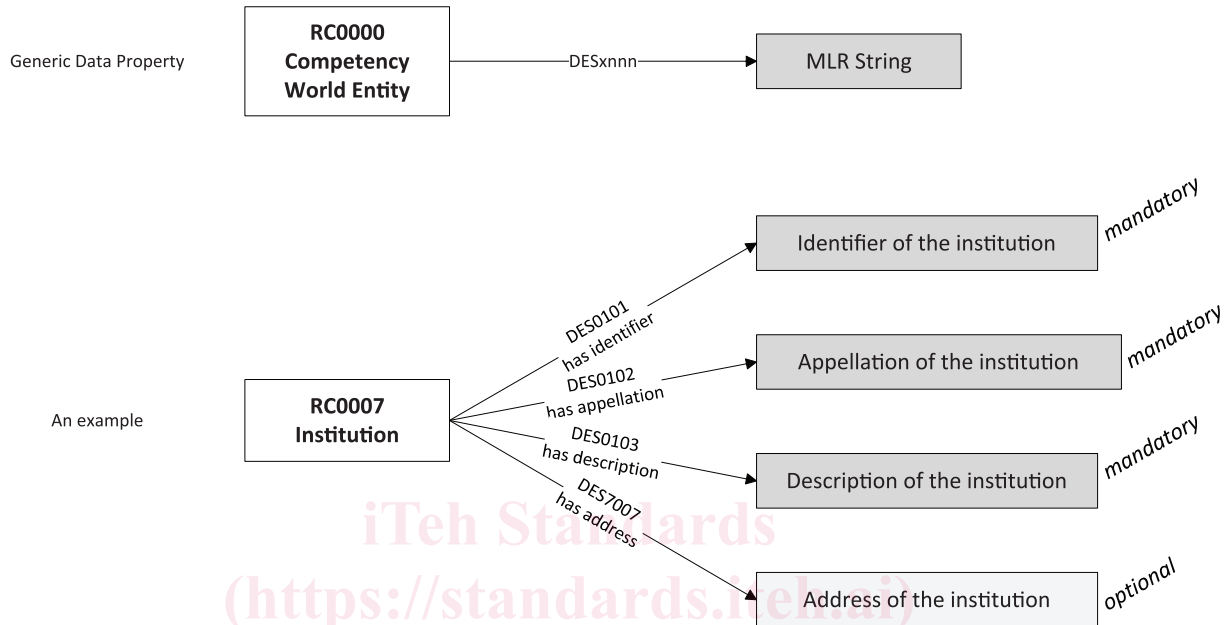 Generic Data Property
RC0000
Competency
World Entity
DESxnnn
MLR String
An example
RC0007
Institution
DES0101
has identifier
Identifier of the institution
mandatory
DES0102
has appellation
Appellation of the institution
mandatory
DES0103
has description
Description of the institution
mandatory
DES7007
has address
Address of the institution
optional
iTeh Standards
(https://standards.iteh.ai)